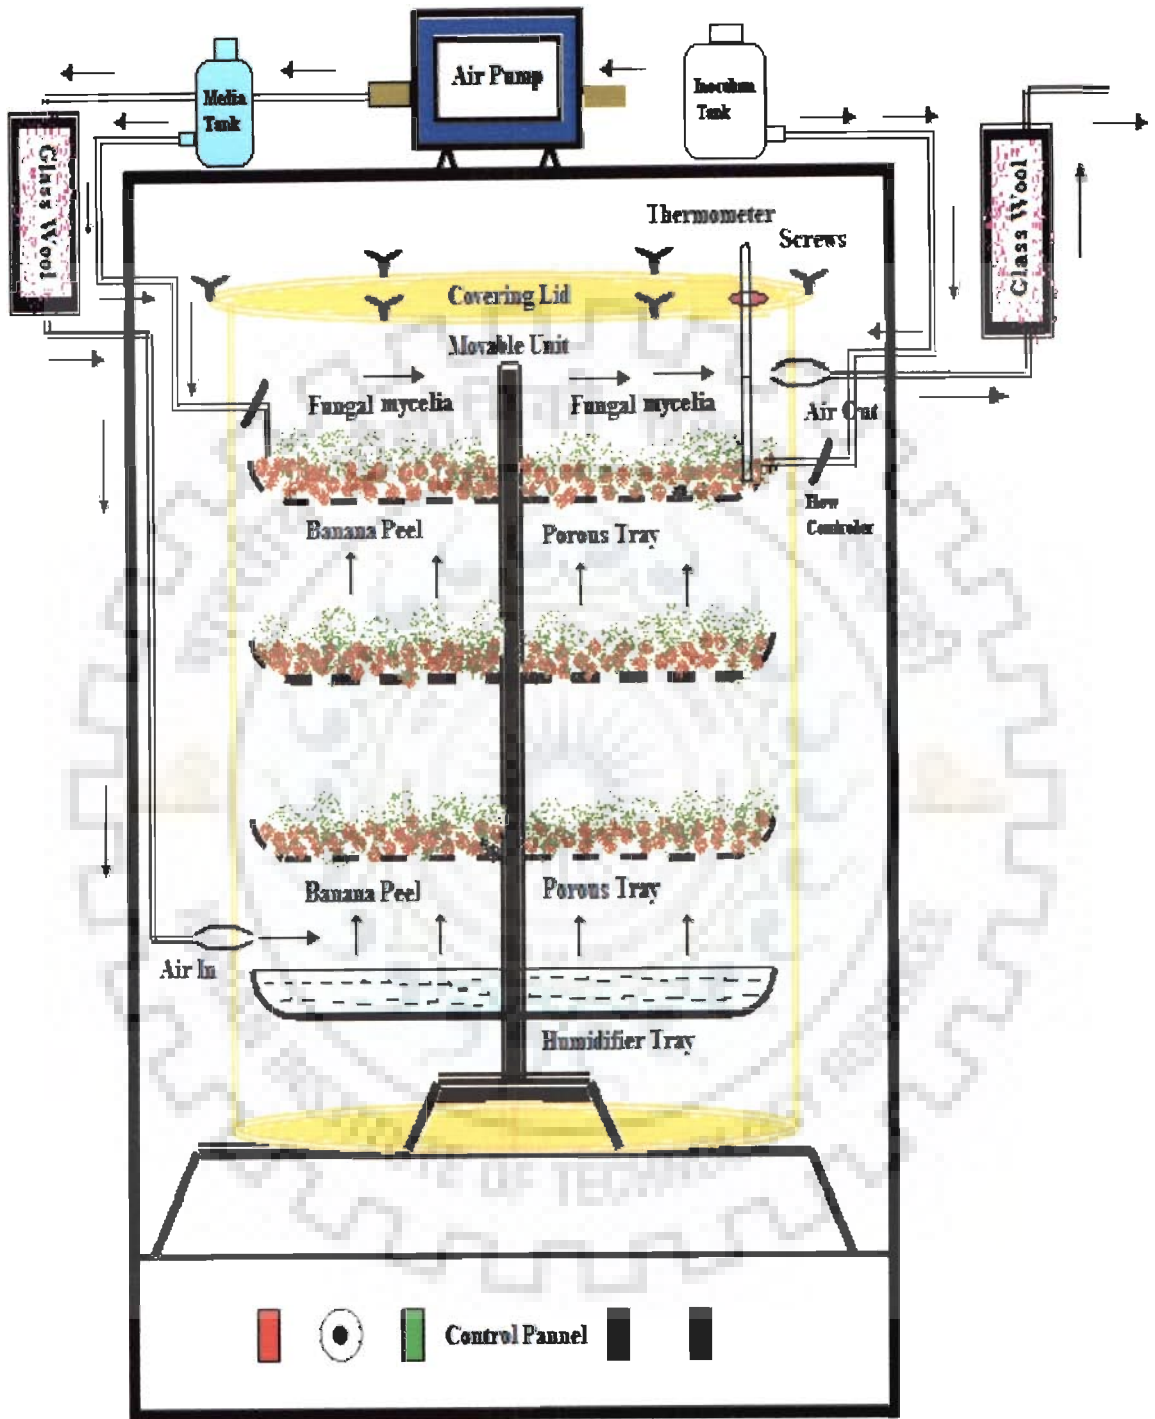 Air Pump
Media
Tank
Inoculum
Tank
Glass Wool
Glass Wool
Thermometer
Screws
Covering Lid
Movable Unit
Fungal mycelia
Fungal mycelia
Air Out
Flow
Controler
Banana Peel
Porous Tray
Banana Peel
Porous Tray
Air In
Humidifier Tray
OF TECHN
Control Pannel